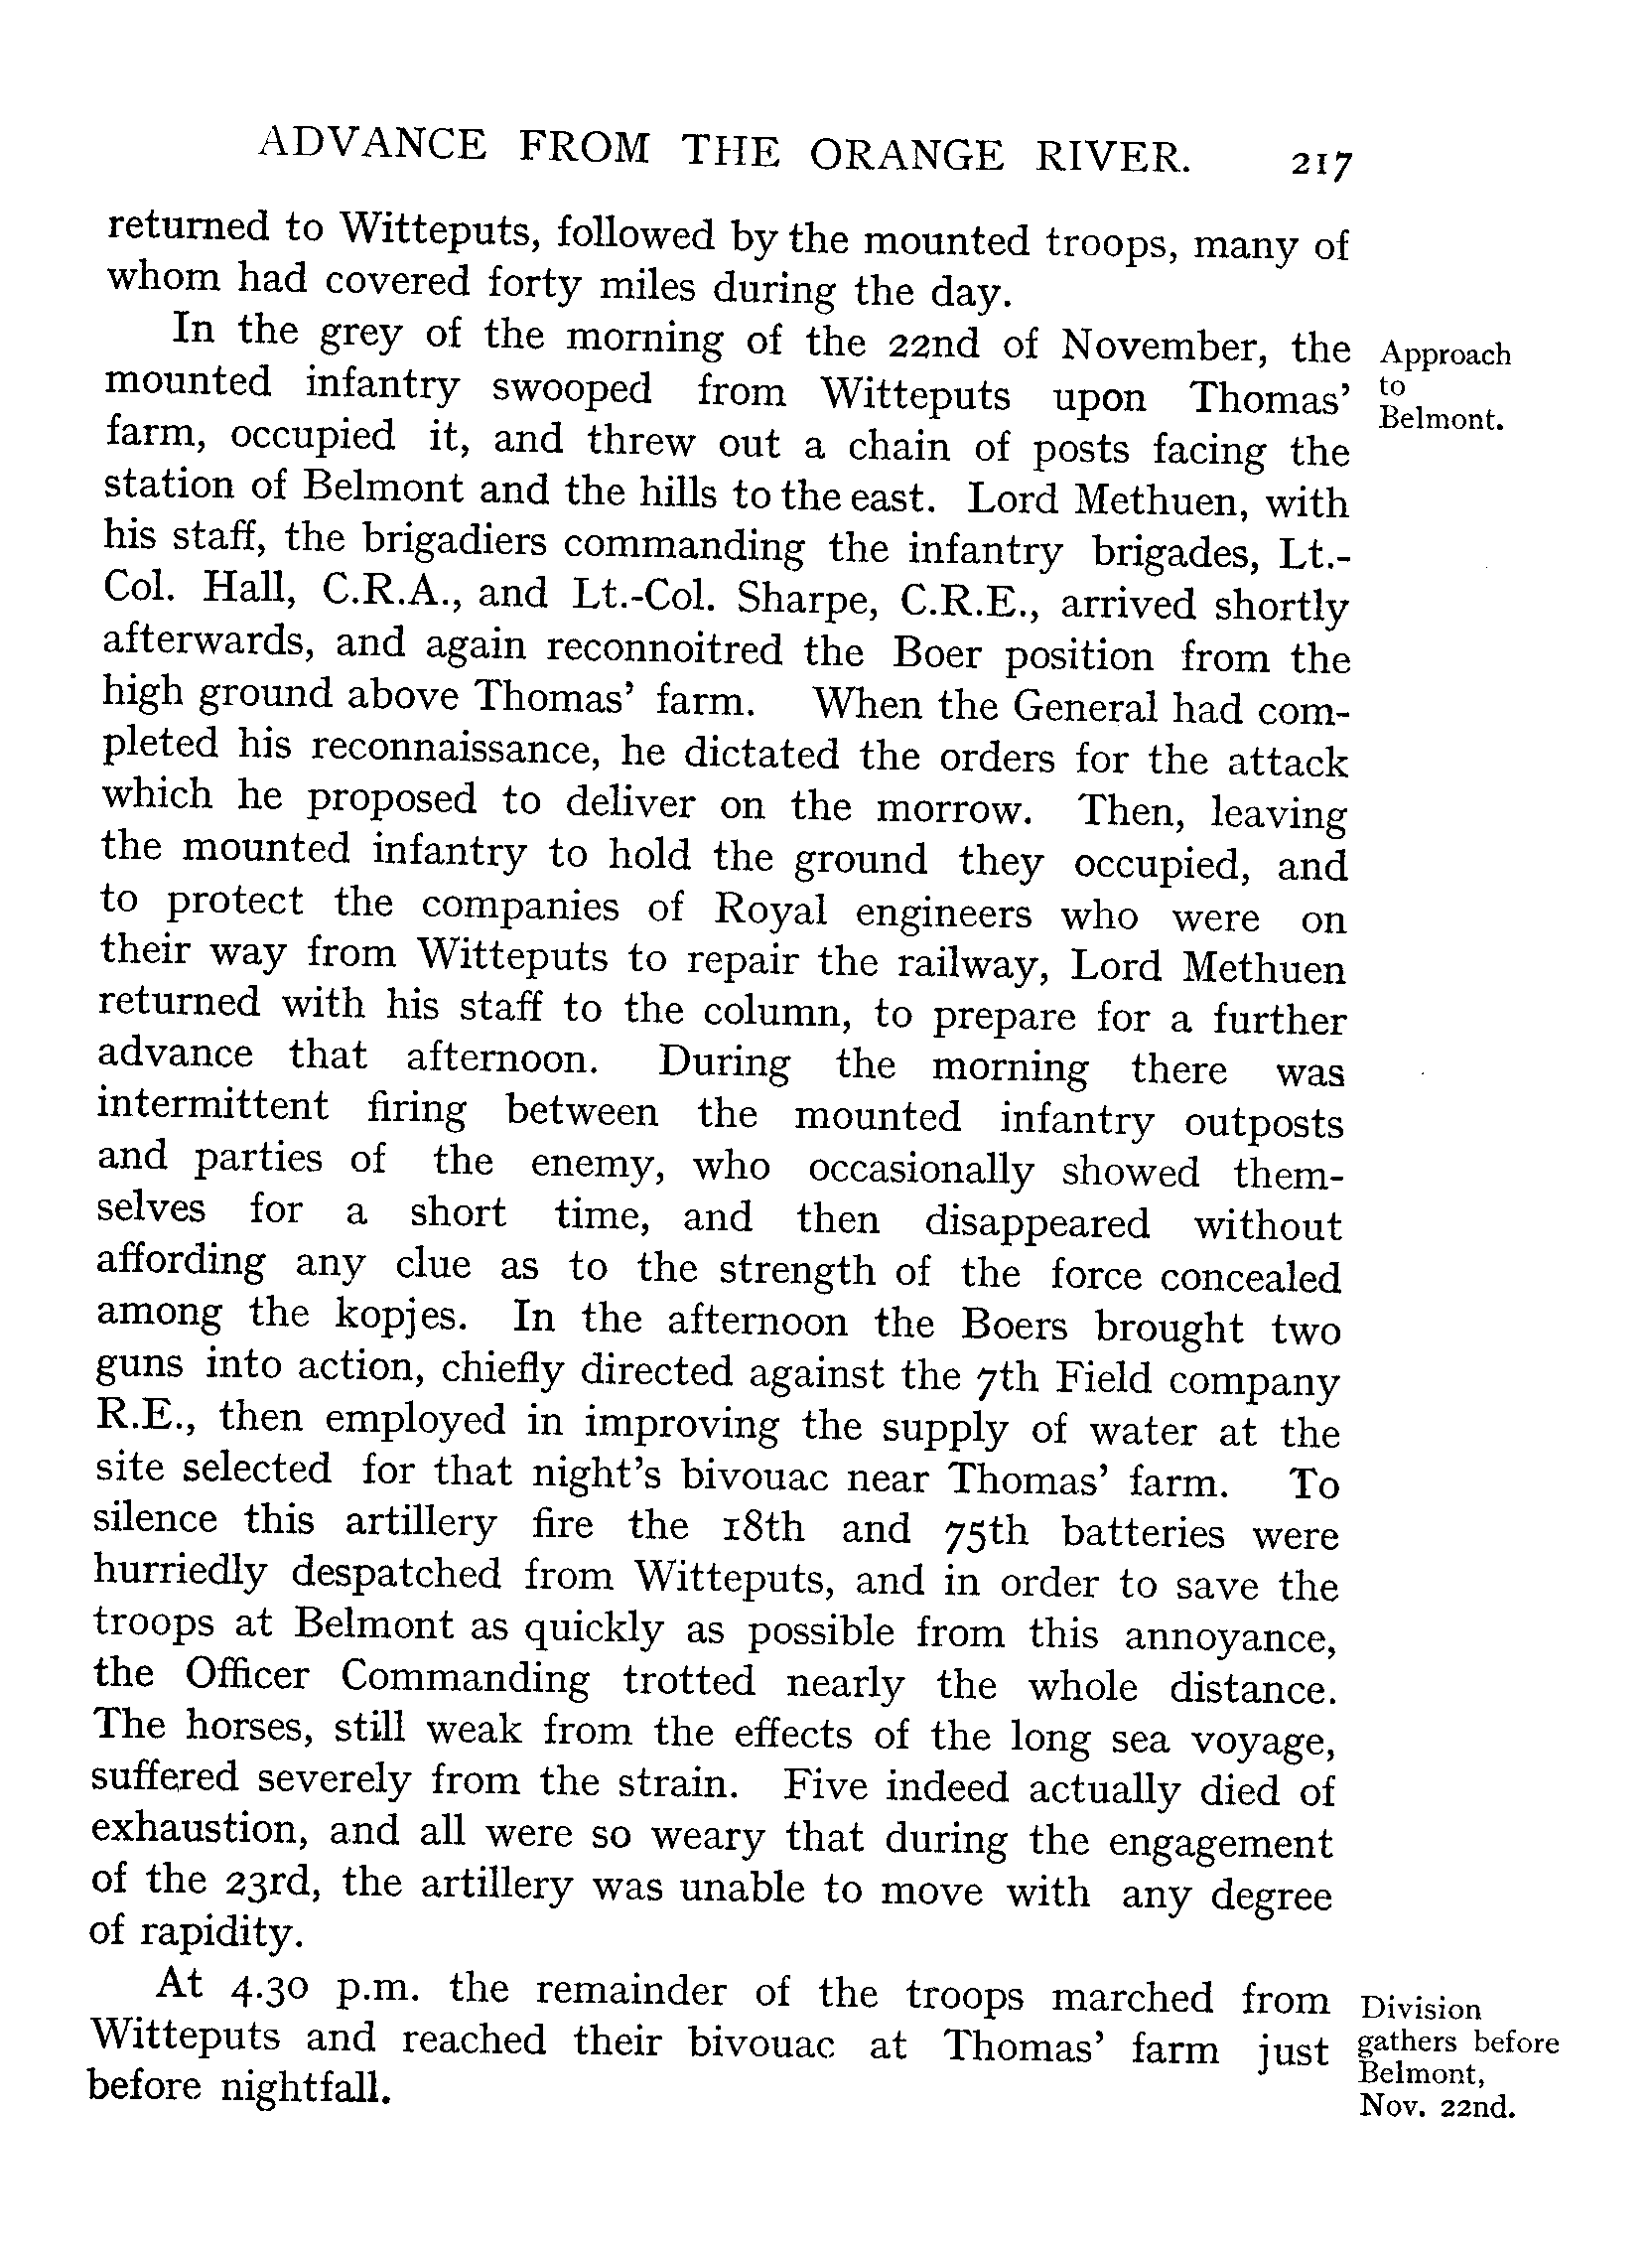 ADVANCE FROM THE ORANGE RIVER. 217
returned to Witteputs, followed by the mounted troops, many of
whom had covered forty miles during the day.
In the grey of the morning of the 22nd of November, the
mounted infantry swooped from Witteputs upon Thomas'
farm, occupied it, and threw out a chain of posts facing the
station of Belmont and the hills to the east. Lord Methuen, with
his staff, the brigadiers commanding the infantry brigades, Lt.-
Col. Hall, C.R.A., and Lt.-Col. Sharpe, C.R.E., arrived shortly
afterwards, and again reconnoitred the Boer position from the
high ground above Thomas' farm. When the General had com-
pleted his reconnaissance, he dictated the orders for the attack
which he proposed to deliver on the morrow. Then, leaving
the mounted infantry to hold the ground they occupied, and
to protect the companies of Royal engineers who were on
their way from Witteputs to repair the railway, Lord Methuen
returned with his staff to the column, to prepare for a further
advance that afternoon. During the morning there was
intermittent firing between the mounted infantry outposts
and parties of the enemy, who occasionally showed them-
selves for a short time, and then disappeared without
affording any clue as to the strength of the force concealed
among the kopjes. In the afternoon the Boers brought two
guns into action, chiefly directed against the 7th Field company
R.E., then employed in improving the supply of water at the
site selected for that night's bivouac near Thomas' farm. To
silence this artillery fire the 18th and 75th batteries were
hurriedly despatched from Witteputs, and in order to save the
troops at Belmont as quickly as possible from this annoyance,
the Officer Commanding trotted nearly the whole distance.
The horses, still weak from the effects of the long sea voyage,
suffered severely from the strain. Five indeed actually died of
exhaustion, and all were so weary that during the engagement
of the 23rd, the artillery was unable to move with any degree
of rapidity.
At 4.30 p.m. the remainder of the troops marched from
Witteputs and reached their bivouac at Thomas' farm just
before nightfall.
Approach
to
Belmont.
Division
gathers before
Belmont,
Nov. 22nd.